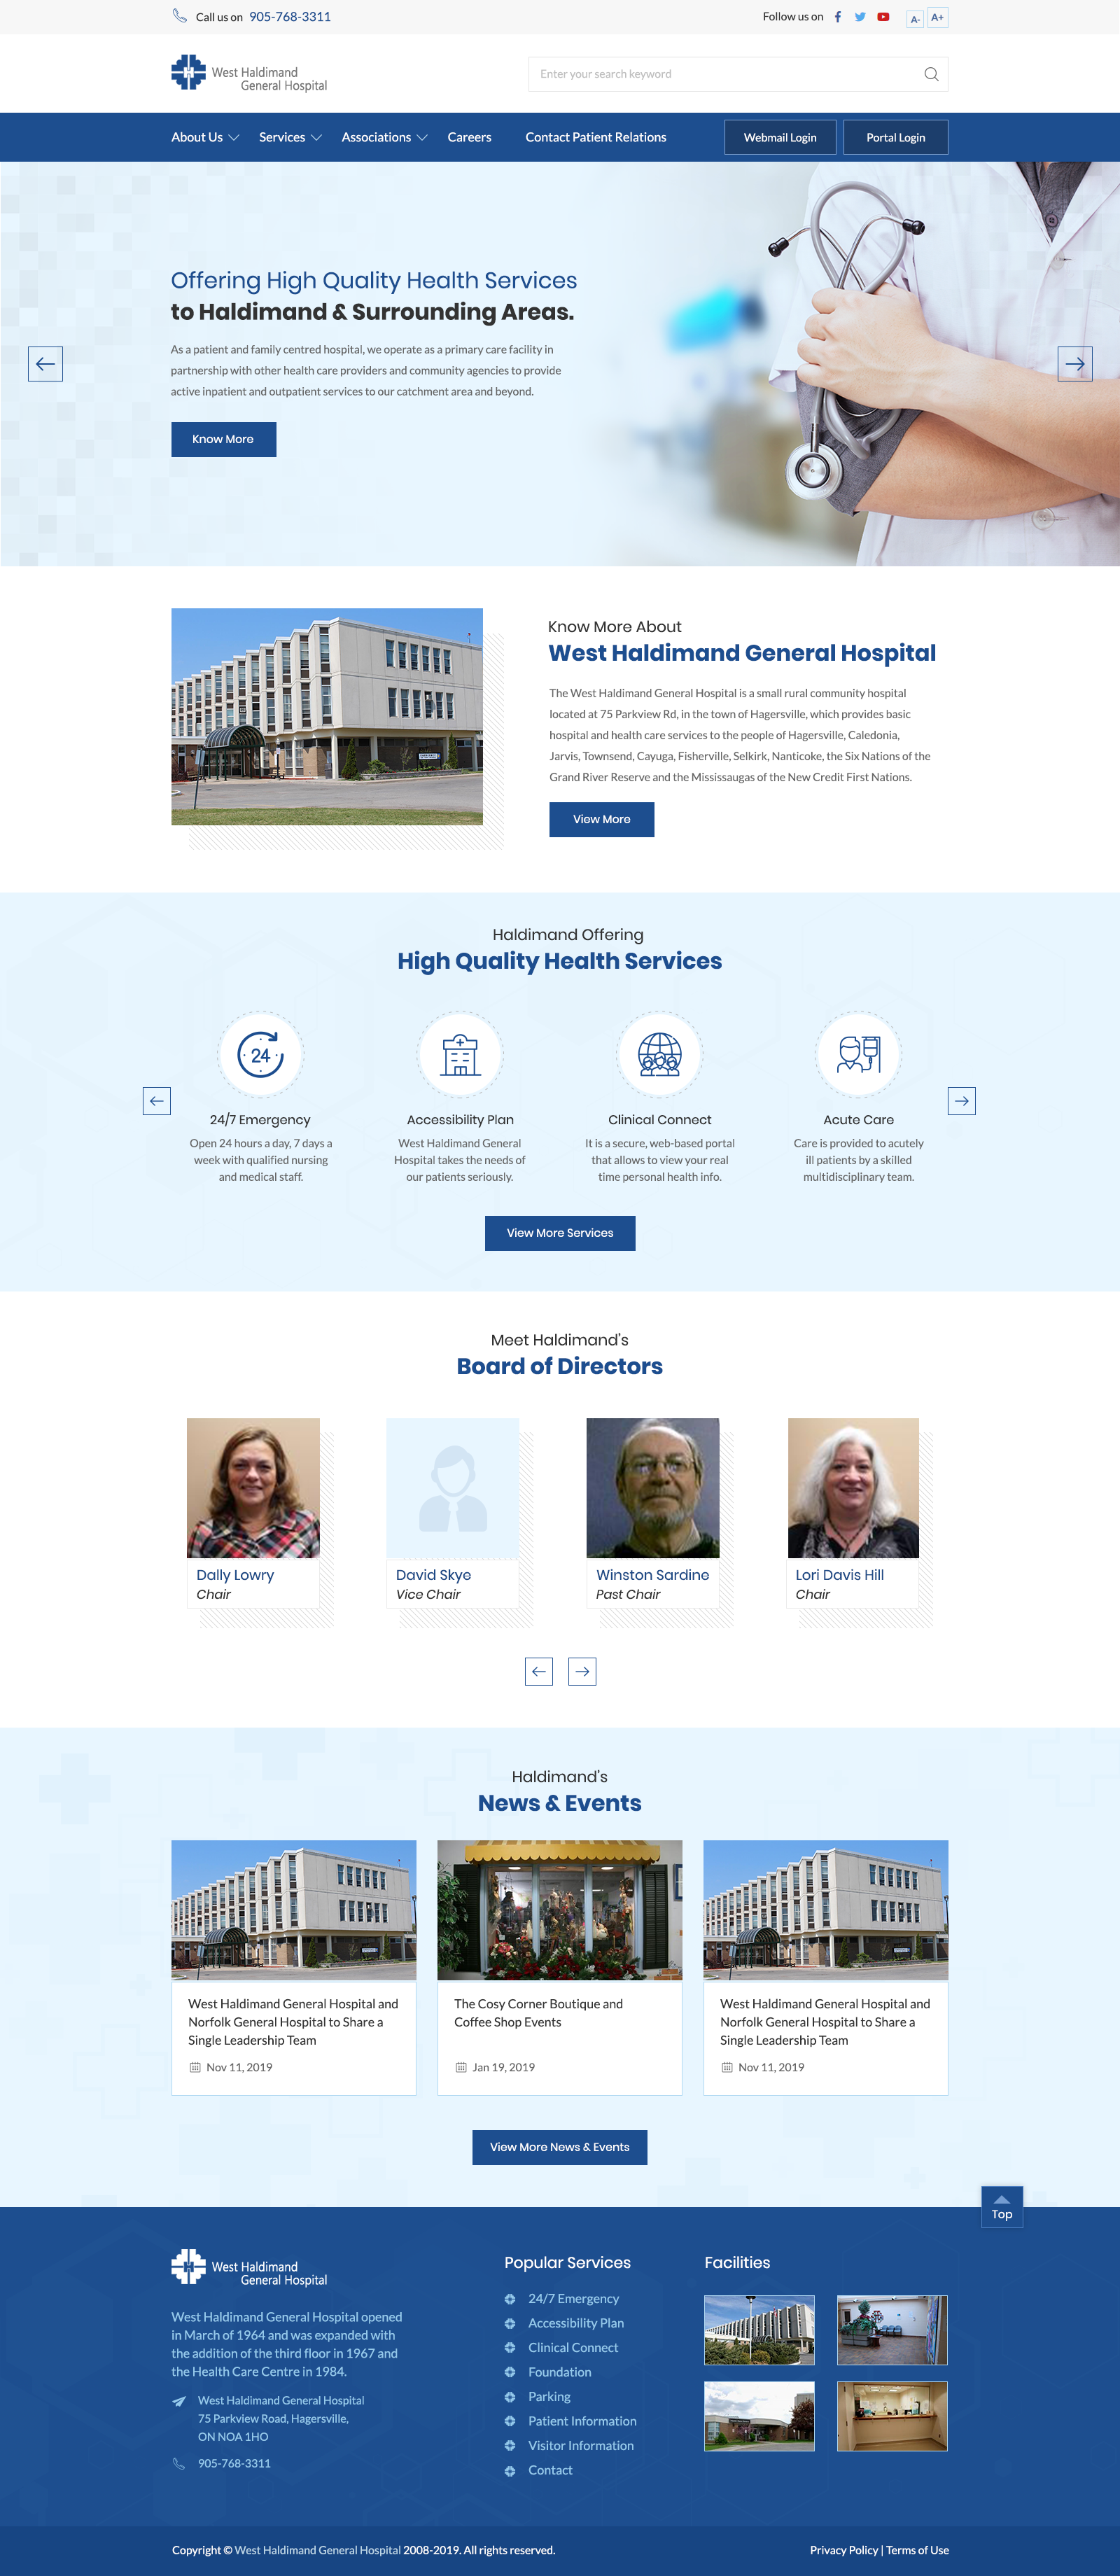 Call us on 905-768-3311
Follow us on
A-
A+
West Haldimand
General Hospital
Enter your search keyword
About Us
Services
Associations
Careers
Contact Patient Relations
Webmail Login
Portal Login
Offering High Quality Health Services
to Haldimand & Surrounding Areas.
As a patient and family centred hospital, we operate as a primary care facility in
partnership with other health care providers and community agencies to provide
active inpatient and outpatient services to our catchment area and beyond.
Know More
Know More About
West Haldimand General Hospital
The West Haldimand General Hospital is a small rural community hospital
located at 75 Parkview Rd, in the town of Hagersville, which provides basic
hospital and health care services to the people of Hagersville, Caledonia,
Jarvis, Townsend, Cayuga, Fisherville, Selkirk, Nanticoke, the Six Nations of the
Grand River Reserve and the Mississaugas of the New Credit First Nations.
View More
Haldimand Offering
High Quality Health Services
24
24/7 Emergency
Open 24 hours a day, 7 days a
week with qualified nursing
and medical staff.
Accessibility Plan
West Haldimand General
Hospital takes the needs of
our patients seriously.
Clinical Connect
It is a secure, web-based portal
that allows to view your real
time personal health info.
Acute Care
Care is provided to acutely
ill patients by a skilled
multidisciplinary team.
View More Services
Meet Haldimand's
Board of Directors
Dally Lowry
Chair
David Skye
Vice Chair
Winston Sardine
Past Chair
Lori Davis Hill
Chair
Haldimand's
News & Events
West Haldimand General Hospital and
Norfolk General Hospital to Share a
Single Leadership Team
Nov 11, 2019
The Cosy Corner Boutique and
Coffee Shop Events
Jan 19, 2019
West Haldimand General Hospital and
Norfolk General Hospital to Share a
Single Leadership Team
Nov 11, 2019
View More News & Events
Top
West Haldimand
General Hospital
West Haldimand General Hospital opened
in March of 1964 and was expanded with
the addition of the third floor in 1967 and
the Health Care Centre in 1984.
West Haldimand General Hospital
75 Parkview Road, Hagersville,
ON NOA 1HO
905-768-3311
Popular Services
24/7 Emergency
Accessibility Plan
Clinical Connect
Foundation
Parking
Patient Information
Visitor Information
Contact
Facilities
Copyright © West Haldimand General Hospital 2008-2019. All rights reserved.
Privacy Policy | Terms of Use